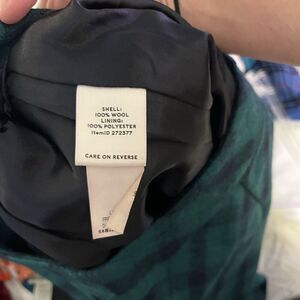 SHELL:
100% WOOL
LINING:
100% POLYESTER
ItemID 272377
CARE ON REVERSE